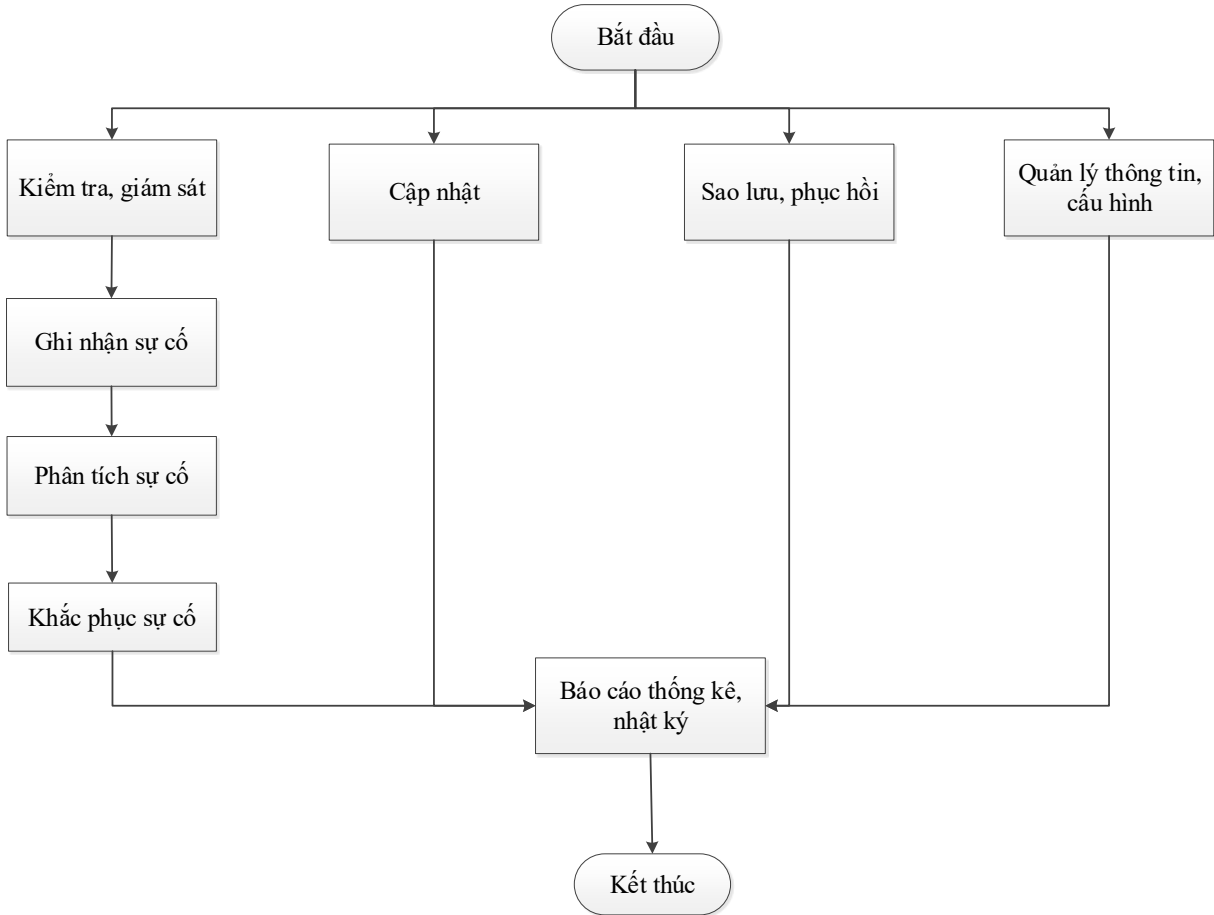 Bắt đầu
Kiểm tra, giám sát
Cập nhật
Sao lưu, phục hồi
Quản lý thông tin,
cấu hình
Ghi nhận sự cố
Phân tích sự cố
Khắc phục sự cố
Báo cáo thống kê,
nhật ký
Kết thúc